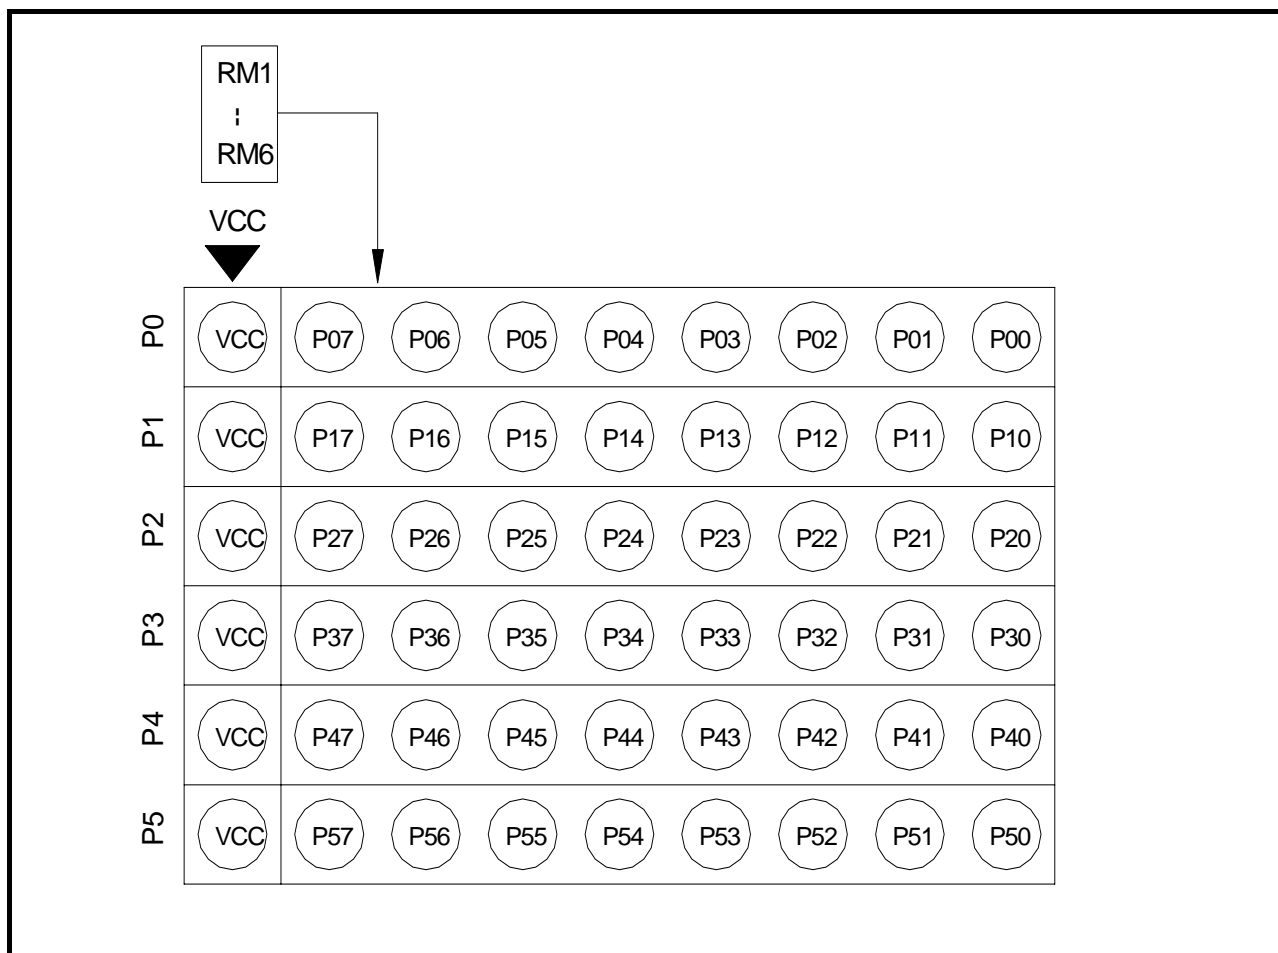 RM1
¦
RM6
VCC
P0 VCC P07 P06 P05 P04 P03 P02 P01 P00
P1 VCC P17 P16 P15 P14 P13 P12 P11 P10
P2 VCC P27 P26 P25 P24 P23 P22 P21 P20
P3 VCC P37 P36 P35 P34 P33 P32 P31 P30
P4 VCC P47 P46 P45 P44 P43 P42 P41 P40
P5 VCC P57 P56 P55 P54 P53 P52 P51 P50